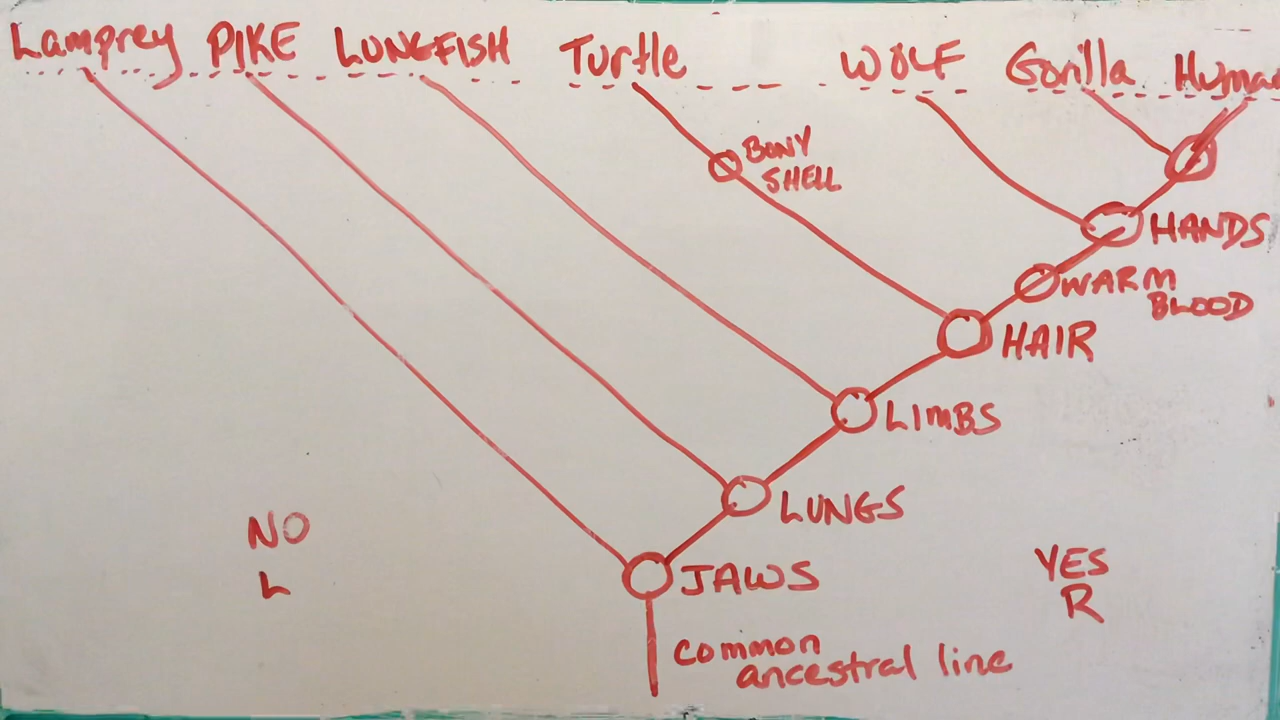 Lamprey PIKE LUNGFISH Turtle WOLF Gorilla Human
BONY
SHELL
HANDS
WARM
BLOOD
HAIR
LIMBS
LUNGS
NO
L
JAWS
YES
R
common
ancestral line